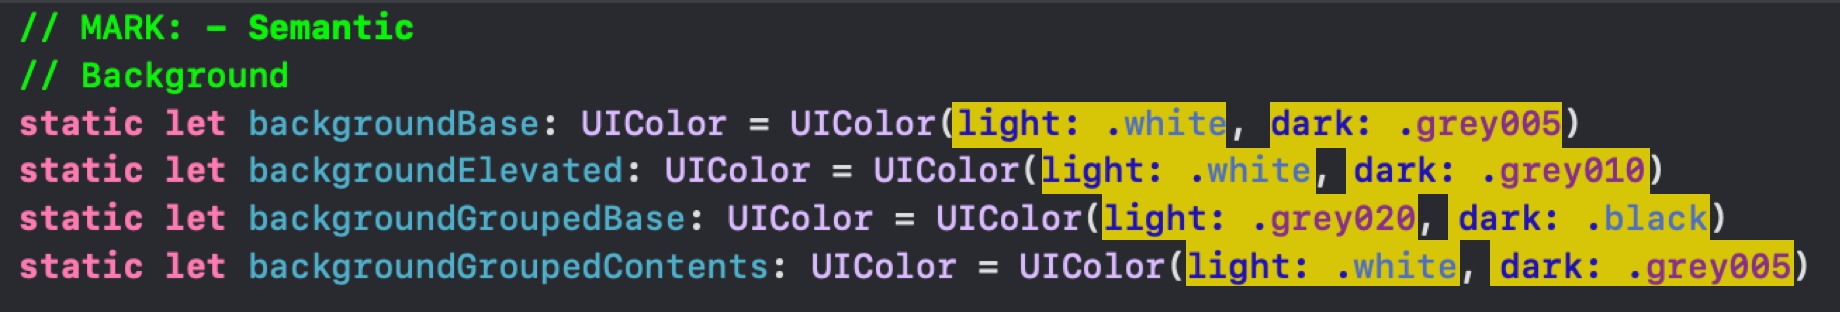 // MARK: - Semantic
// Background
static let backgroundBase: UIColor = UIColor(light: .white, dark: .grey005)
static let backgroundElevated: UIColor = UIColor(light: .white, dark: .grey010)
static let backgroundGroupedBase: UIColor = UIColor(light: .grey020, dark: .black)
static let backgroundGroupedContents: UIColor = UIColor(light: .white, dark: .grey005)